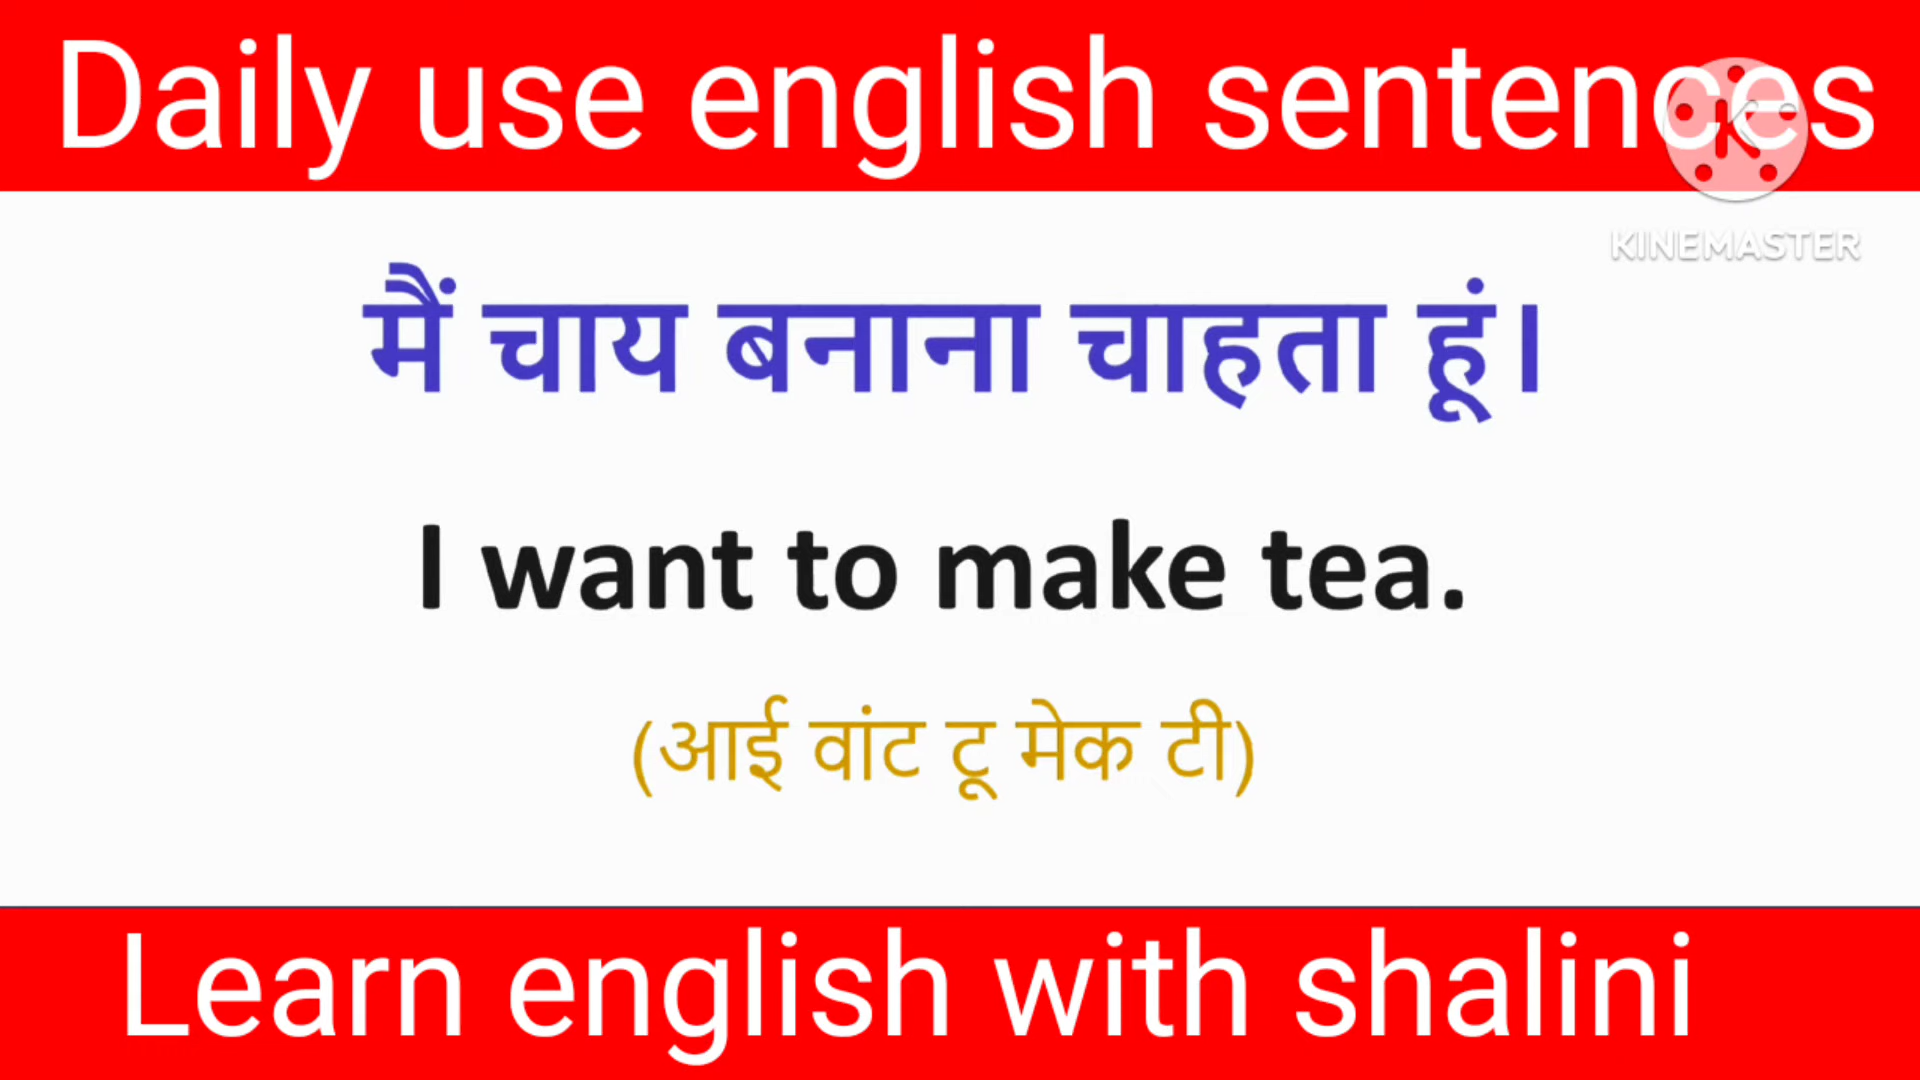 Daily use english sentences
KINEMASTER
मैं चाय बनाना चाहता हूं।
I want to make tea.
(आई वांट टू मेक टी)
Learn english with shalini